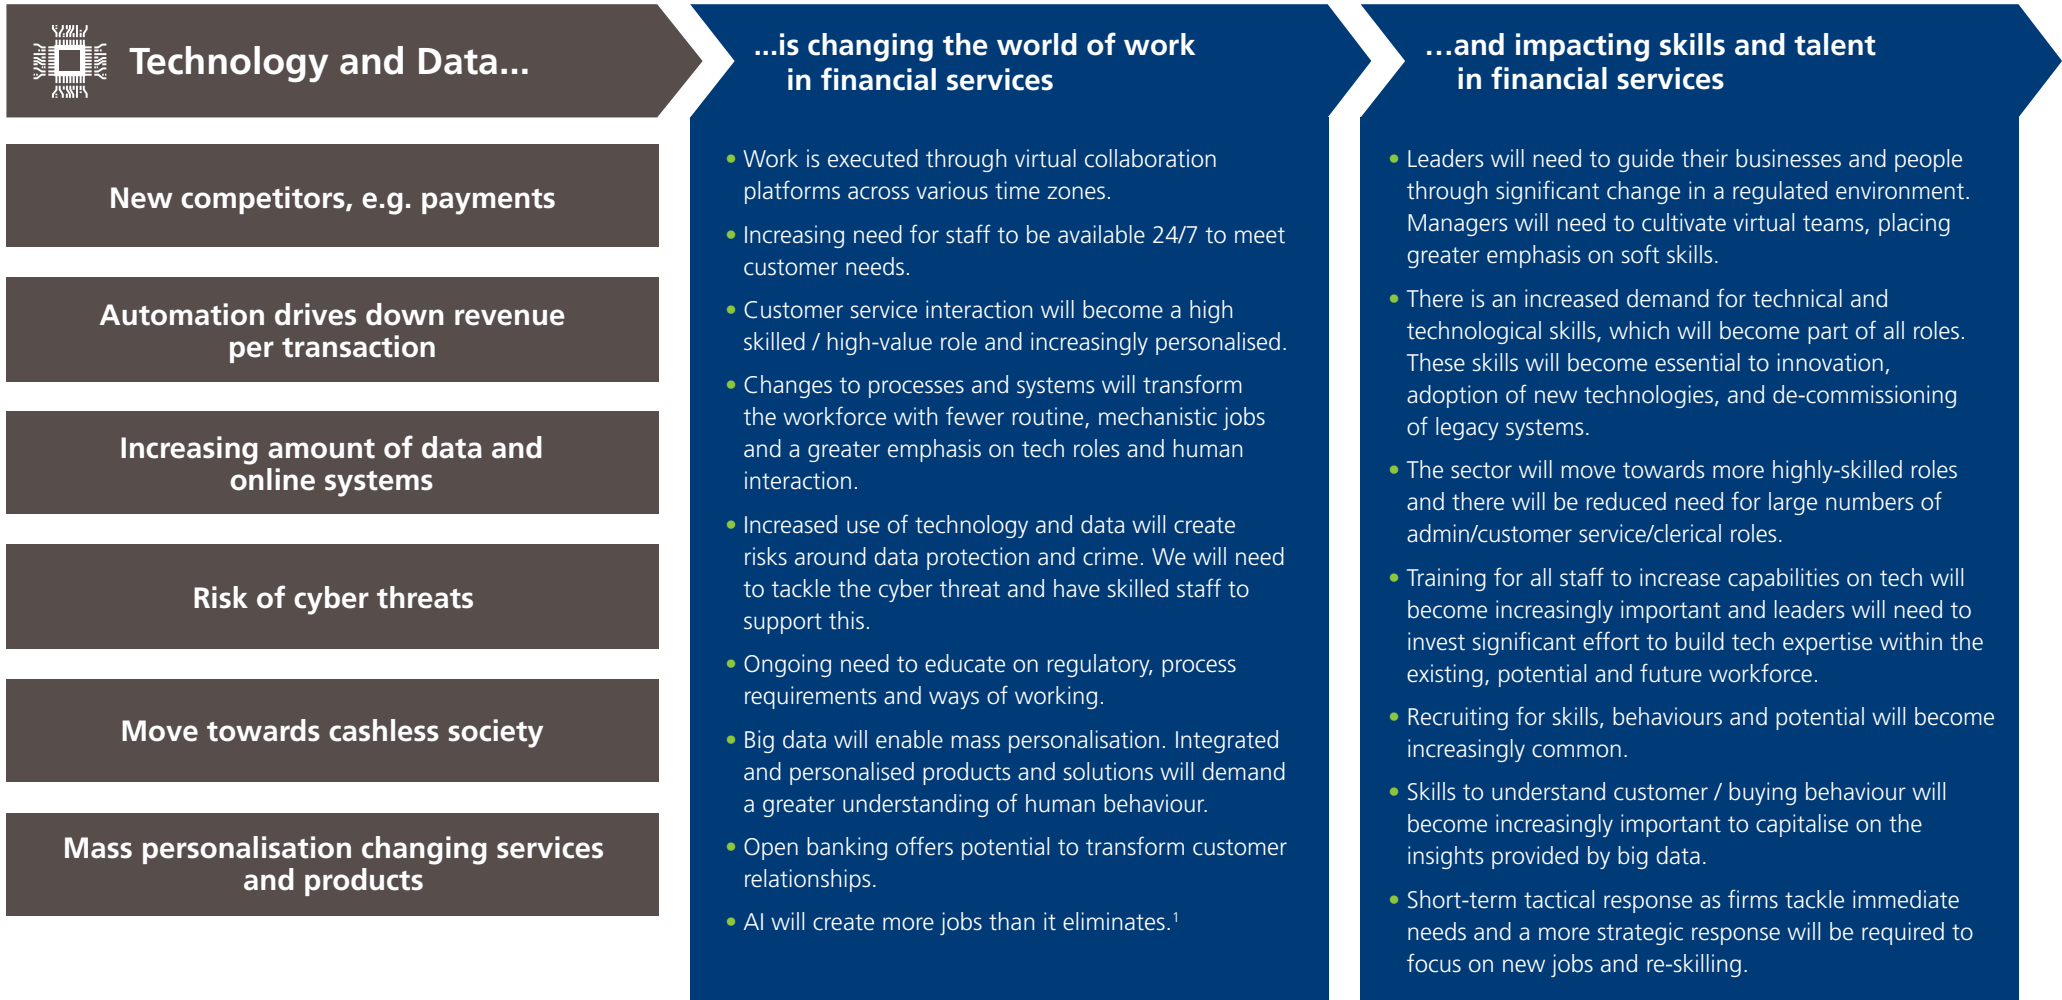 Technology and Data...
New competitors, e.g. payments
Automation drives down revenue
per transaction
Increasing amount of data and
online systems
Risk of cyber threats
Move towards cashless society
Mass personalisation changing services
and products
...is changing the world of work
in financial services
• Work is executed through virtual collaboration
platforms across various time zones.
• Increasing need for staff to be available 24/7 to meet
customer needs.
• Customer service interaction will become a high
skilled / high-value role and increasingly personalised.
• Changes to processes and systems will transform
the workforce with fewer routine, mechanistic jobs
and a greater emphasis on tech roles and human
interaction.
• Increased use of technology and data will create
risks around data protection and crime. We will need
to tackle the cyber threat and have skilled staff to
support this.
• Ongoing need to educate on regulatory, process
requirements and ways of working.
• Big data will enable mass personalisation. Integrated
and personalised products and solutions will demand
a greater understanding of human behaviour.
• Open banking offers potential to transform customer
relationships.
• AI will create more jobs than it eliminates.¹
…and impacting skills and talent
in financial services
• Leaders will need to guide their businesses and people
through significant change in a regulated environment.
Managers will need to cultivate virtual teams, placing
greater emphasis on soft skills.
• There is an increased demand for technical and
technological skills, which will become part of all roles.
These skills will become essential to innovation,
adoption of new technologies, and de-commissioning
of legacy systems.
• The sector will move towards more highly-skilled roles
and there will be reduced need for large numbers of
admin/customer service/clerical roles.
• Training for all staff to increase capabilities on tech will
become increasingly important and leaders will need to
invest significant effort to build tech expertise within the
existing, potential and future workforce.
• Recruiting for skills, behaviours and potential will become
increasingly common.
• Skills to understand customer / buying behaviour will
become increasingly important to capitalise on the
insights provided by big data.
• Short-term tactical response as firms tackle immediate
needs and a more strategic response will be required to
focus on new jobs and re-skilling.